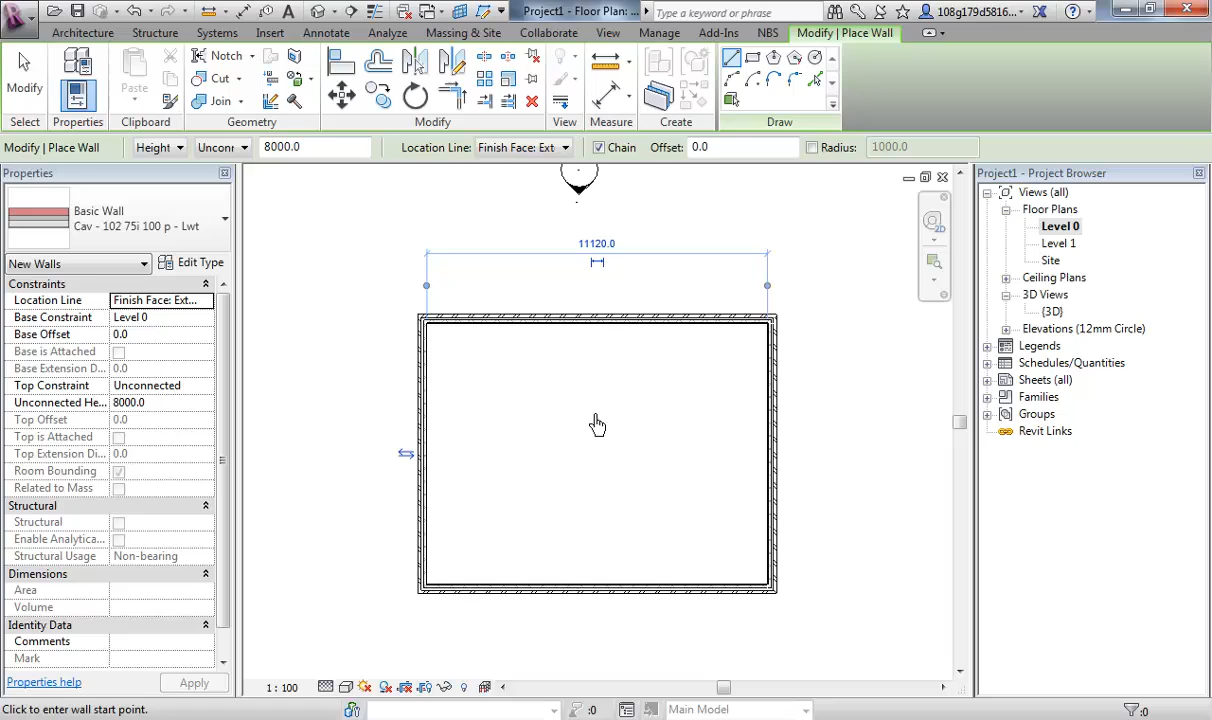 Project1 - Floor Plan: ...
Type a keyword or phrase
108g179d5816...
Architecture
Structure
Systems
Insert
Annotate
Analyze
Massing & Site
Collaborate
View
Manage
Add-Ins
NBS
Modify | Place Wall
Modify
Paste
Notch
Cut
Join
Select
Properties
Clipboard
Geometry
Modify
View
Measure
Create
Draw
Modify | Place Wall
Height
Unconr
8000.0
Location Line:
Finish Face: Ext
Chain
Offset:
0.0
Radius:
1000.0
Properties
Basic Wall
Cav - 102 75i 100 p - Lwt
New Walls
Edit Type
Constraints
Location Line
Finish Face: Ext...
Base Constraint
Level 0
Base Offset
0.0
Base is Attached
Base Extension D...
0.0
Top Constraint
Unconnected
Unconnected He...
8000.0
Top Offset
0.0
Top is Attached
Top Extension Di...
0.0
Room Bounding
Related to Mass
Structural
Structural
Enable Analytica...
Structural Usage
Non-bearing
Dimensions
Area
Volume
Identity Data
Comments
Mark
Properties help
Apply
11120.0
2D
1 : 100
Project1 - Project Browser
Views (all)
Floor Plans
Level 0
Level 1
Site
Ceiling Plans
3D Views
{3D}
Elevations (12mm Circle)
Legends
Schedules/Quantities
Sheets (all)
Families
Groups
Revit Links
Click to enter wall start point.
:0
Main Model
:0